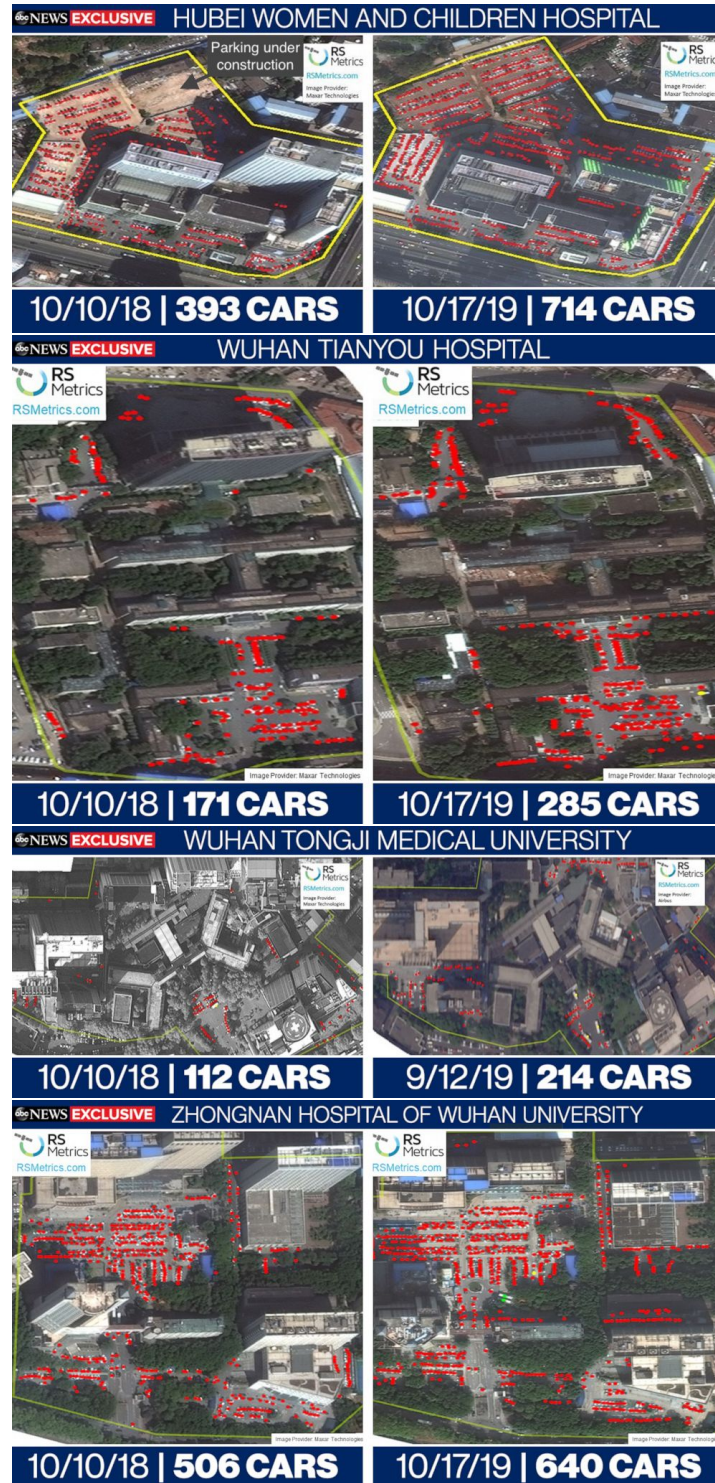 abc NEWS EXCLUSIVE HUBEI WOMEN AND CHILDREN HOSPITAL
Parking under
construction
RS
Metrics
RSMetrics.com
Image Provider:
Maxar Technologies
RS
Metrics
RSMetrics.com
Image Provider:
Maxar Technologies
10/10/18 | 393 CARS
10/17/19 | 714 CARS
abc NEWS EXCLUSIVE WUHAN TIANYOU HOSPITAL
RS
Metrics
RSMetrics.com
RS
Metrics
RSMetrics.com
Image Provider: Maxar Technologies
Image Provider: Maxar Technologies
10/10/18 | 171 CARS
10/17/19 | 285 CARS
abc NEWS EXCLUSIVE WUHAN TONGJI MEDICAL UNIVERSITY
RS
Metrics
RSMetrics.com
Image Provider:
Maxar Technologies
RS
Metrics
RSMetrics.com
Image Provider:
Airbus
10/10/18 | 112 CARS
9/12/19 | 214 CARS
abc NEWS EXCLUSIVE ZHONGNAN HOSPITAL OF WUHAN UNIVERSITY
RS
Metrics
RSMetrics.com
RS
Metrics
RSMetrics.com
Image Provider: Maxar Technologies
Image Provider: Maxar Technologies
10/10/18 | 506 CARS
10/17/19 | 640 CARS